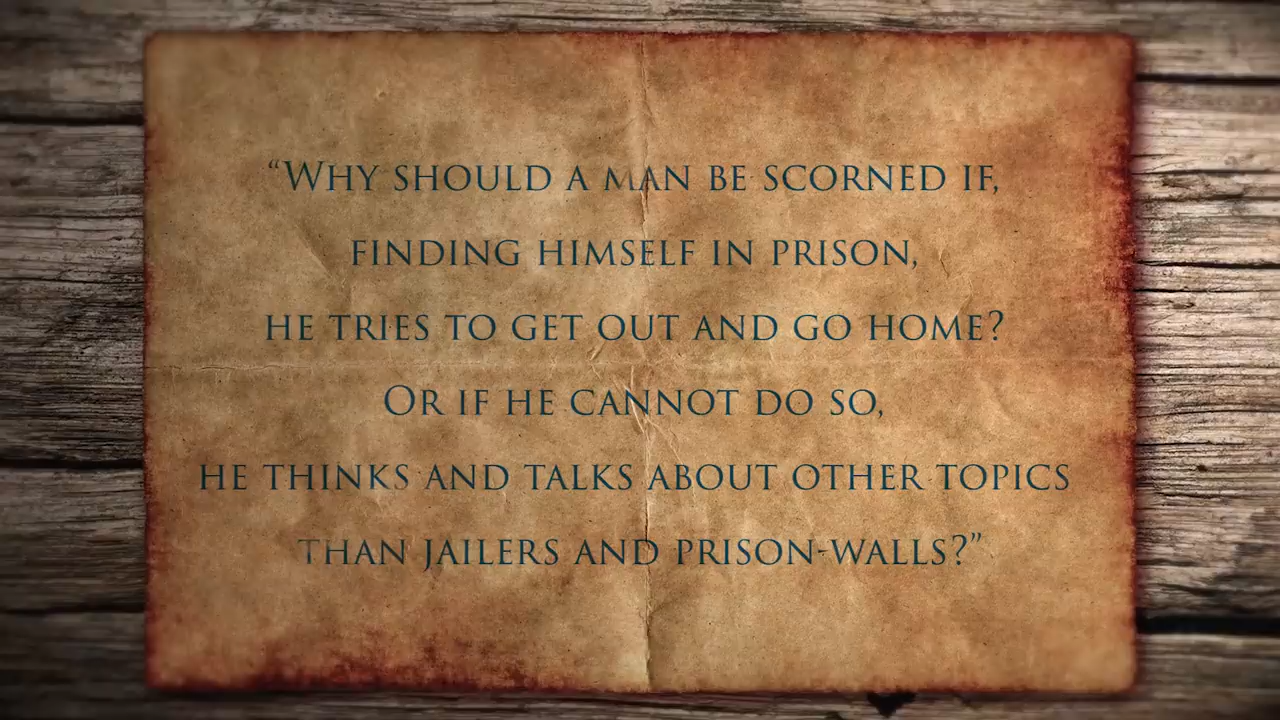 “Why should a man be scorned if,
finding himself in prison,
he tries to get out and go home?
Or if he cannot do so,
he thinks and talks about other topics
than jailers and prison-walls?”